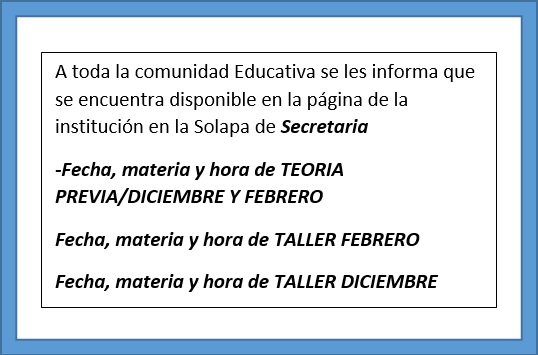 A toda la comunidad Educativa se les informa que
se encuentra disponible en la página de la
institución en la Solapa de Secretaria
-Fecha, materia y hora de TEORIA
PREVIA/DICIEMBRE Y FEBRERO
Fecha, materia y hora de TALLER FEBRERO
Fecha, materia y hora de TALLER DICIEMBRE